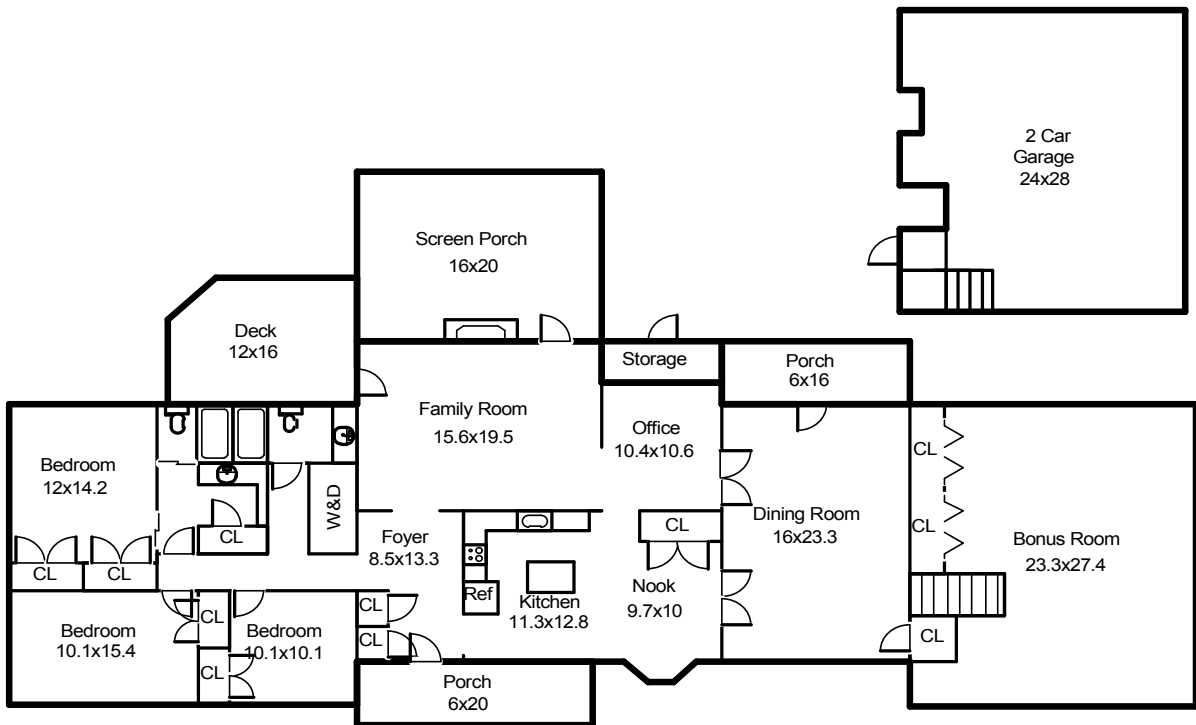 2 Car
Garage
24x28
Screen Porch
16x20
Deck
12x16
Storage
Porch
6x16
Family Room
15.6x19.5
Office
10.4x10.6
Bedroom
12x14.2
CL
CL
W&D
CL
Foyer
8.5x13.3
CL
Dining Room
16x23.3
CL
CL
Bonus Room
23.3x27.4
CL
CL
Ref
Kitchen
11.3x12.8
Nook
9.7x10
Bedroom
10.1x15.4
CL
CL
Bedroom
10.1x10.1
CL
CL
Porch
6x20